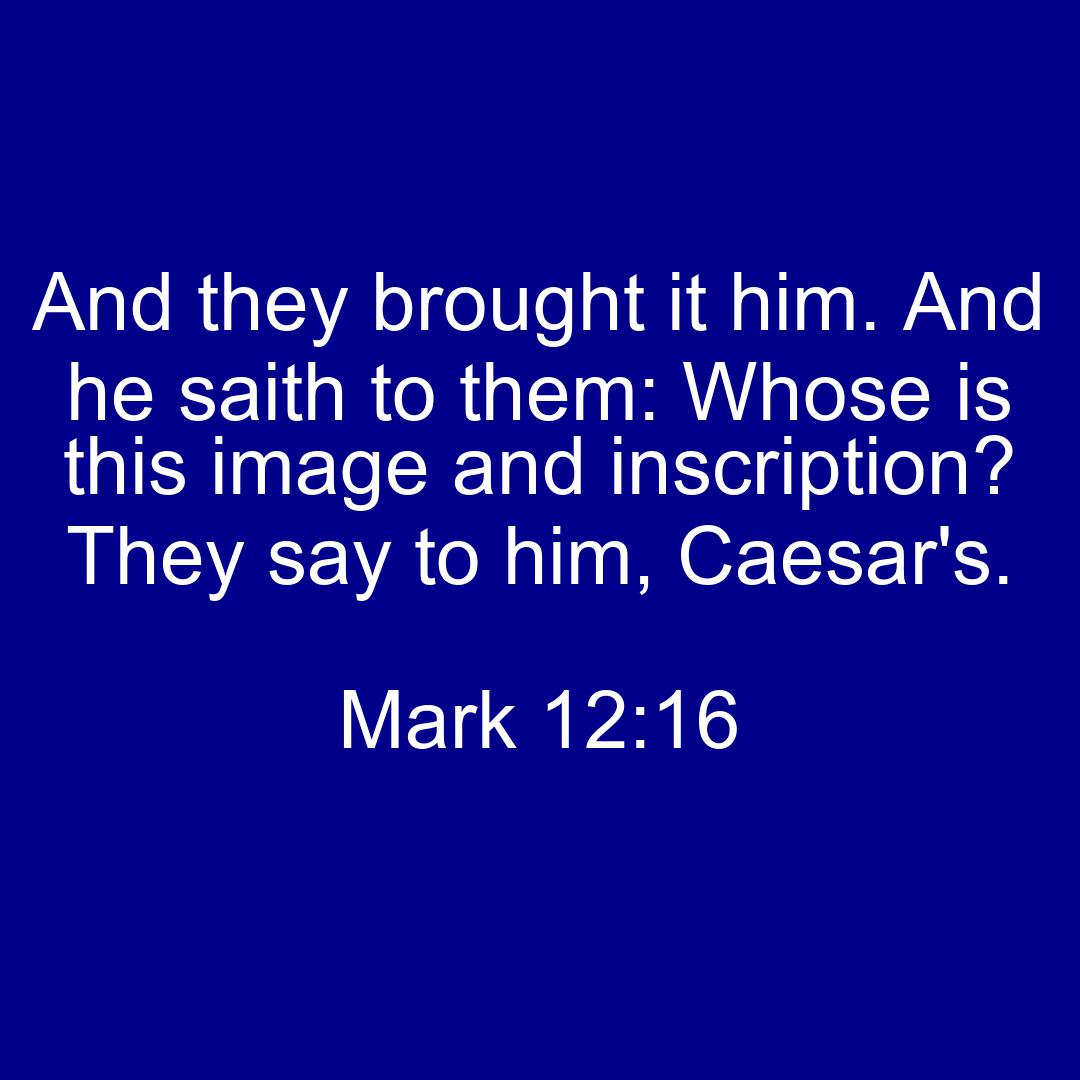 And they brought it him. And
he saith to them: Whose is
this image and inscription?
They say to him, Caesar's.
Mark 12:16